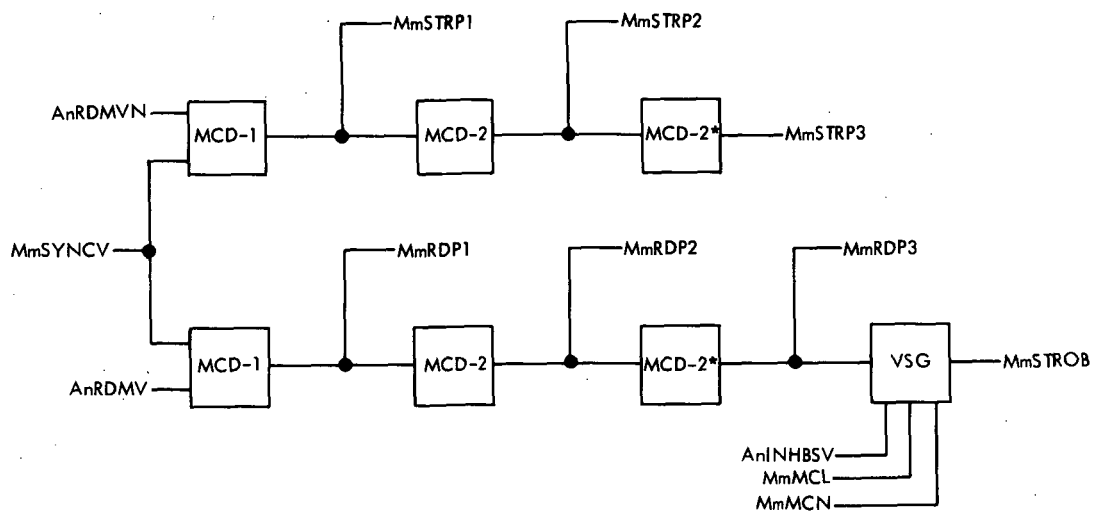 MmSTRP1
MmSTRP2
AnRDMVN
MCD-1
MCD-2
MCD-2*
MmSTRP3
MmSYNCV
MmRDP1
MmRDP2
MmRDP3
MCD-1
MCD-2
MCD-2*
VSG
MmSTROB
AnRDMV
AnINHBSV
MmMCL
MmMCN